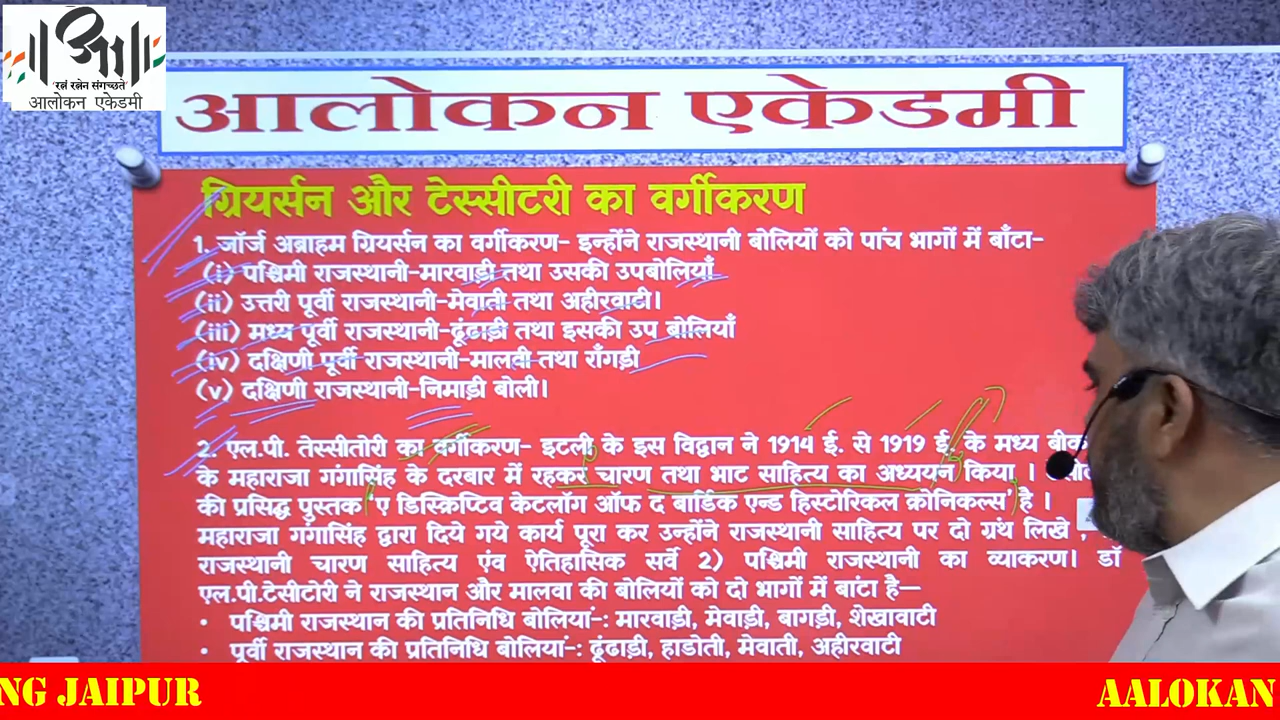 आ
'रत्नं रत्नेन संगच्छते'
आलोकन एकेडमी
आलोकन एकेडमी
ग्रियर्सन और टेस्सीटरी का वर्गीकरण
1. जॉर्ज अब्राहम ग्रियर्सन का वर्गीकरण- इन्होंने राजस्थानी बोलियों को पांच भागों में बाँटा-
(i) पश्चिमी राजस्थानी-मारवाड़ी तथा उसकी उपबोलियाँ
(ii) उत्तरी पूर्वी राजस्थानी-मेवाती तथा अहीरवाटी।
(iii) मध्य पूर्वी राजस्थानी-ढूंढाड़ी तथा इसकी उप बोलियाँ
(iv) दक्षिणी पूर्वी राजस्थानी-मालवी तथा राँगड़ी
(v) दक्षिणी राजस्थानी-निमाड़ी बोली।
2. एल.पी. तेस्सीतोरी का वर्गीकरण- इटली के इस विद्वान ने 1914 ई. से 1919 ई. के मध्य
के महाराजा गंगासिंह के दरबार में रहकर चारण तथा भाट साहित्य का अध्ययन किया ।
की प्रसिद्ध पुस्तक 'ए डिस्क्रिप्टिव केटलॉग ऑफ द बार्डिक एन्ड हिस्टोरिकल क्रोनिकल्स' है ।
महाराजा गंगासिंह द्वारा दिये गये कार्य पूरा कर उन्होंने राजस्थानी साहित्य पर दो ग्रंथ लिखे ,
राजस्थानी चारण साहित्य एंव ऐतिहासिक सर्वे 2) पश्चिमी राजस्थानी का व्याकरण। डॉ
एल.पी.टेसीटोरी ने राजस्थान और मालवा की बोलियों को दो भागों में बांटा है–
• पश्चिमी राजस्थान की प्रतिनिधि बोलियां-: मारवाड़ी, मेवाड़ी, बागड़ी, शेखावाटी
• पूर्वी राजस्थान की प्रतिनिधि बोलियां-: ढूंढाड़ी, हाडोती, मेवाती, अहीरवाटी
NG JAIPUR
AALOKAN